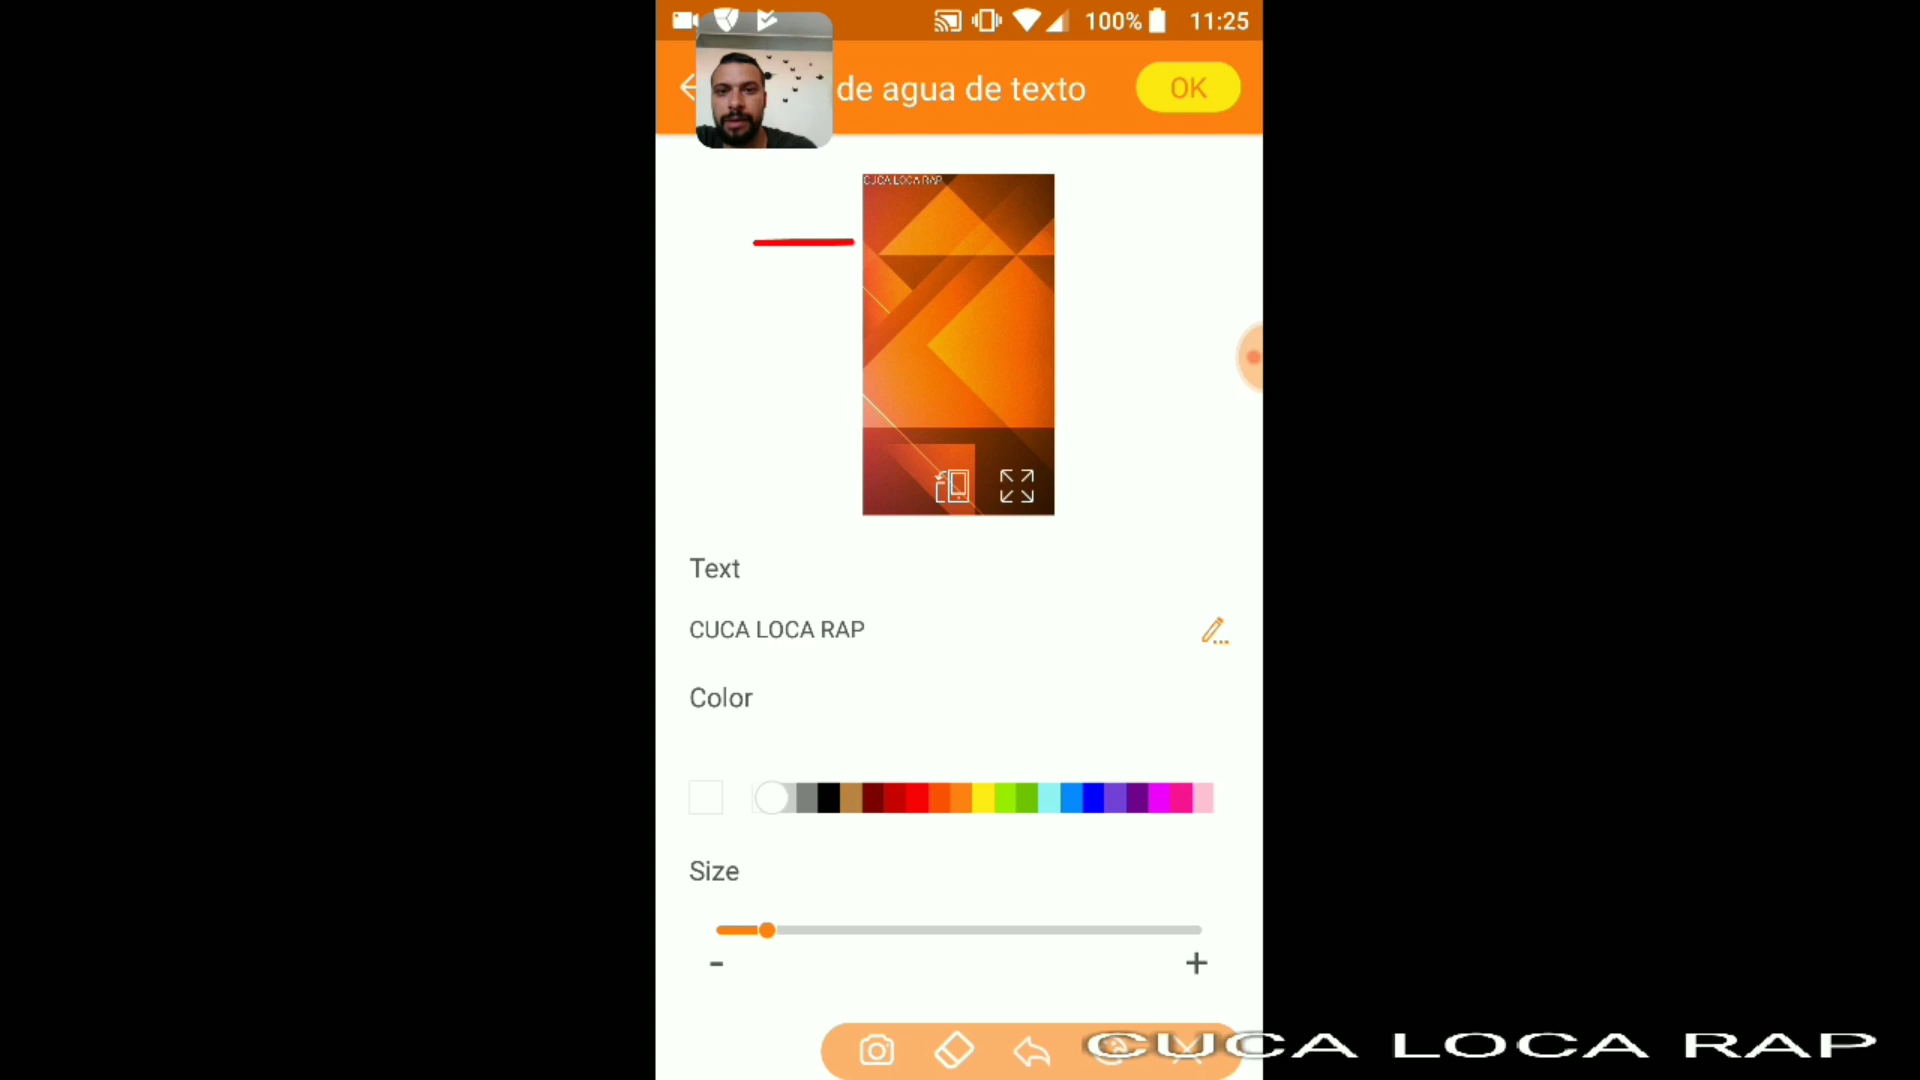 100% 11:25
de agua de texto OK
CUCA LOCA RAP
Text
CUCA LOCA RAP
Color
Size
- +
CUCA LOCA RAP